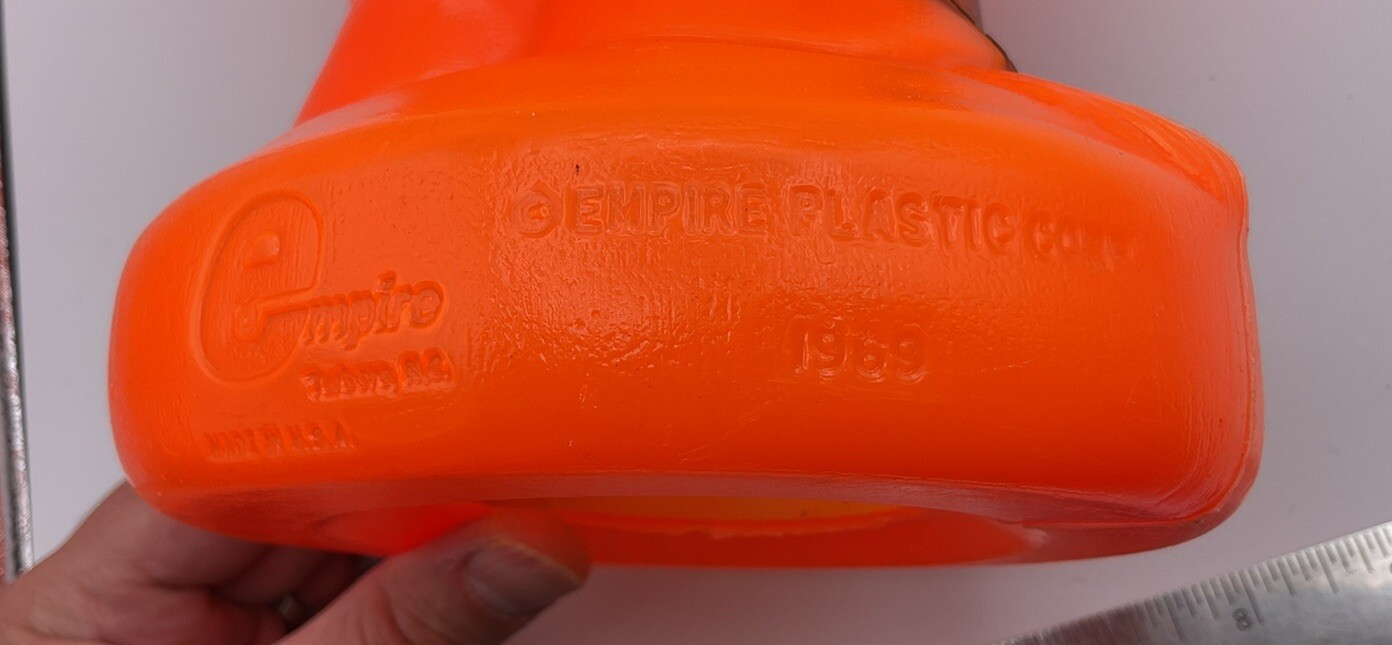 © EMPIRE PLASTIC CORP
1969
empire
Tarboro, N.C.
MADE IN U.S.A.
8